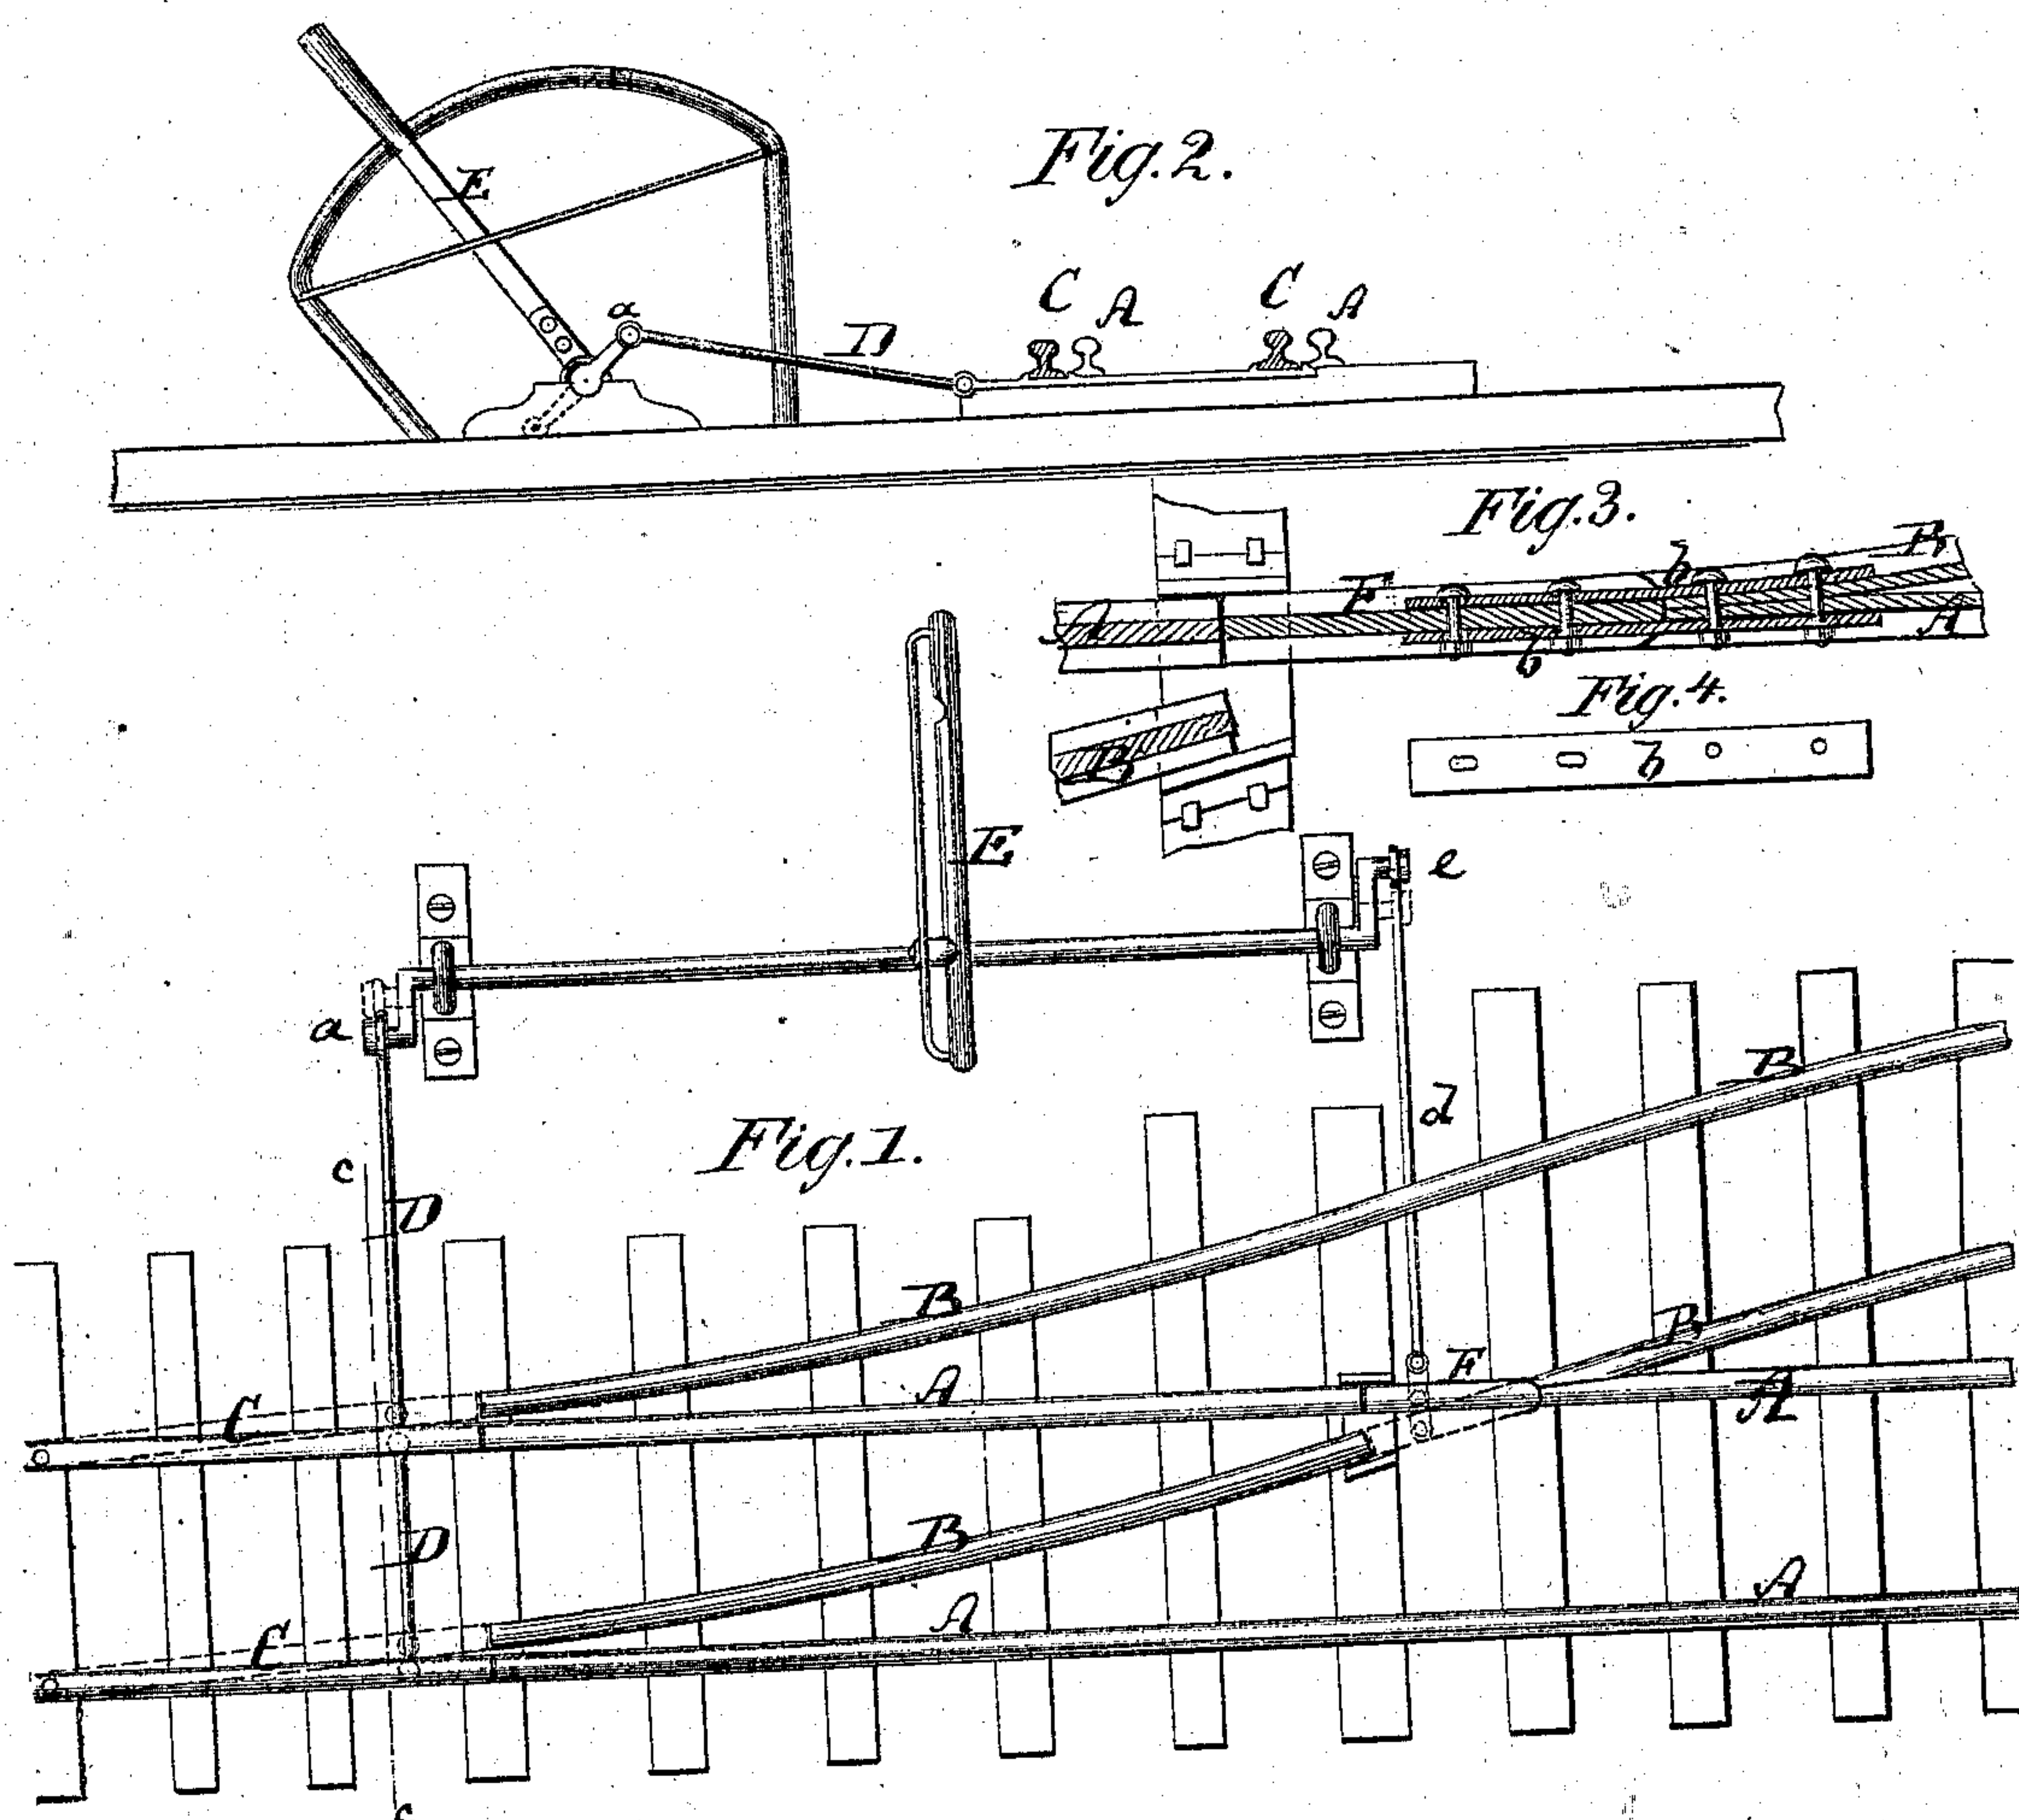 Fig. 2.
E
a
D
C A C A
Fig. 3.
A F b B
b A
B
Fig. 4.
b
E
e
a
d
B
Fig. 1.
c
D
B
B
F
C A A
D B
A
C A
c